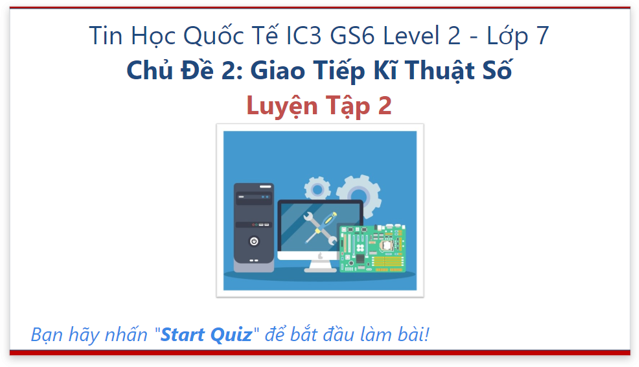 Tin Học Quốc Tế IC3 GS6 Level 2 - Lớp 7
Chủ Đề 2: Giao Tiếp Kĩ Thuật Số
Luyện Tập 2
Bạn hãy nhấn "Start Quiz" để bắt đầu làm bài!